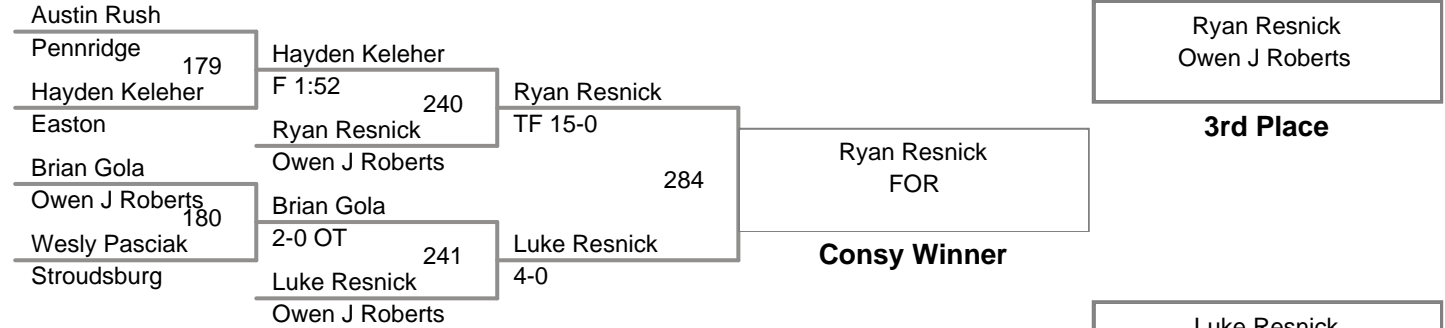 Austin Rush
Pennridge
179
Hayden Keleher
Easton
Hayden Keleher
F 1:52
240
Ryan Resnick
Owen J Roberts
Brian Gola
Owen J Roberts
180
Wesly Pasciak
Stroudsburg
Brian Gola
2-0 OT
241
Luke Resnick
Owen J Roberts
Ryan Resnick
TF 15-0
284
Luke Resnick
4-0
Ryan Resnick
FOR
Consy Winner
Ryan Resnick
Owen J Roberts
3rd Place
Luke Resnick